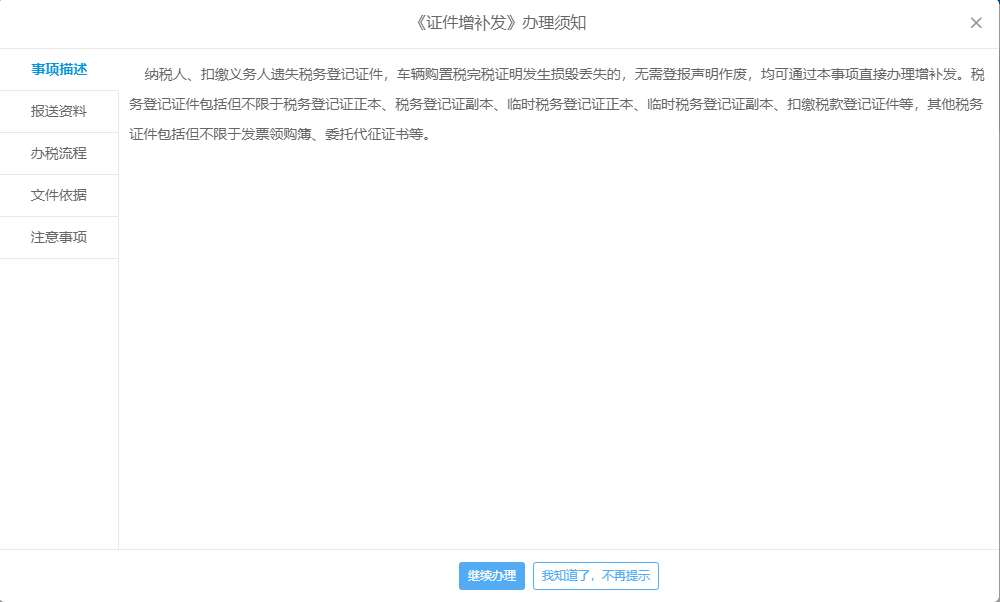 《证件增补发》办理须知
事项描述
报送资料
办税流程
文件依据
注意事项
纳税人、扣缴义务人遗失税务登记证件，车辆购置税完税证明发生损毁丢失的，无需登报声明作废，均可通过本事项直接办理增补发。税
务登记证件包括但不限于税务登记证正本、税务登记证副本、临时税务登记证正本、临时税务登记证副本、扣缴税款登记证件等，其他税务
证件包括但不限于发票领购簿、委托代征证书等。
继续办理
我知道了，不再提示